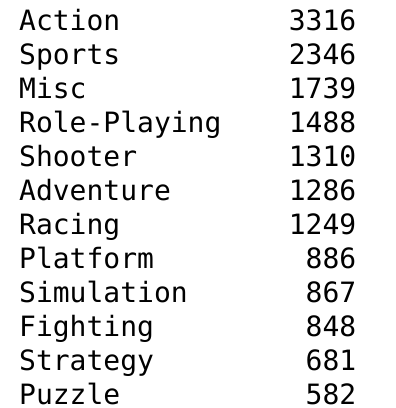 Action 3316
Sports 2346
Misc 1739
Role-Playing 1488
Shooter 1310
Adventure 1286
Racing 1249
Platform 886
Simulation 867
Fighting 848
Strategy 681
Puzzle 582